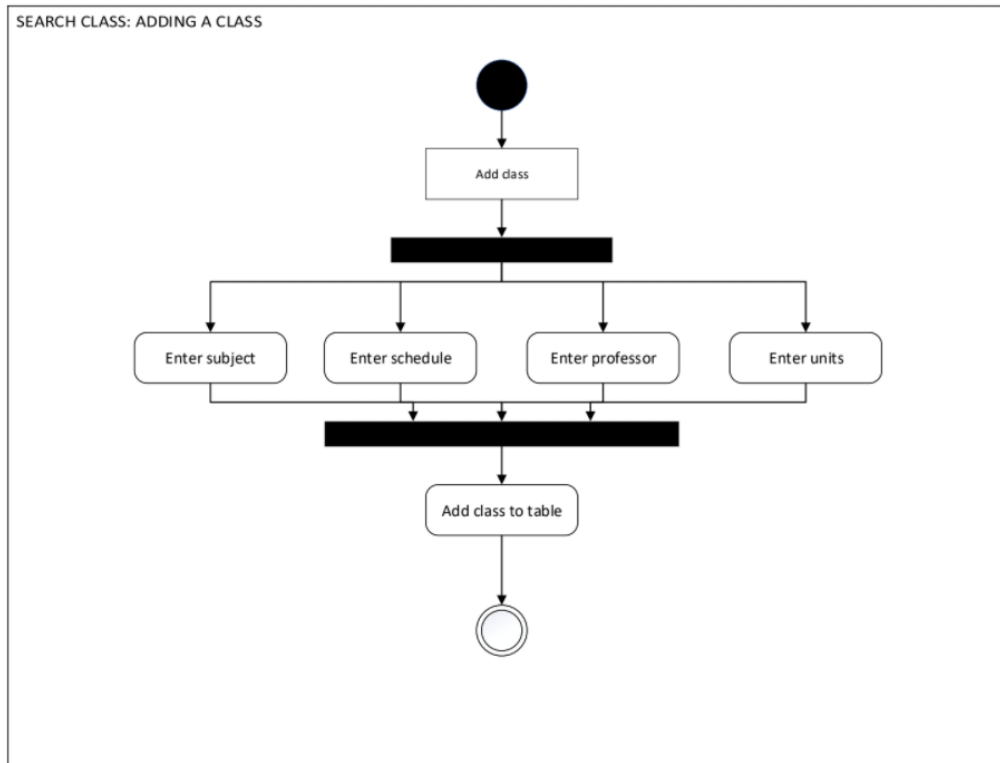 SEARCH CLASS: ADDING A CLASS
Add class
Enter subject
Enter schedule
Enter professor
Enter units
Add class to table